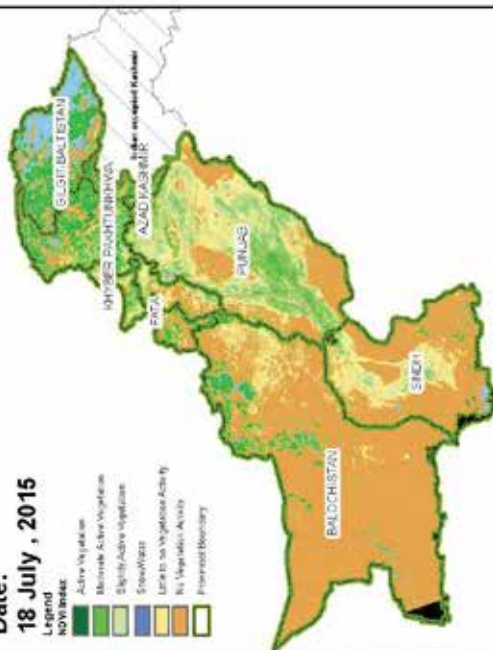 Date:
18 July , 2015
Legend
NDVI Index
Active Vegetation
Moderate Active Vegetation
Slightly Active Vegetation
Snow/Water
Little to no Vegetation Activity
No Vegetation Activity
Provincial Boundary
GILGIT-BALTISTAN
KHYBER PAKHTUNKHWA
AZAD KASHMIR
Indian occupied Kashmir
FATA
PUNJAB
BALOCHISTAN
SINDH